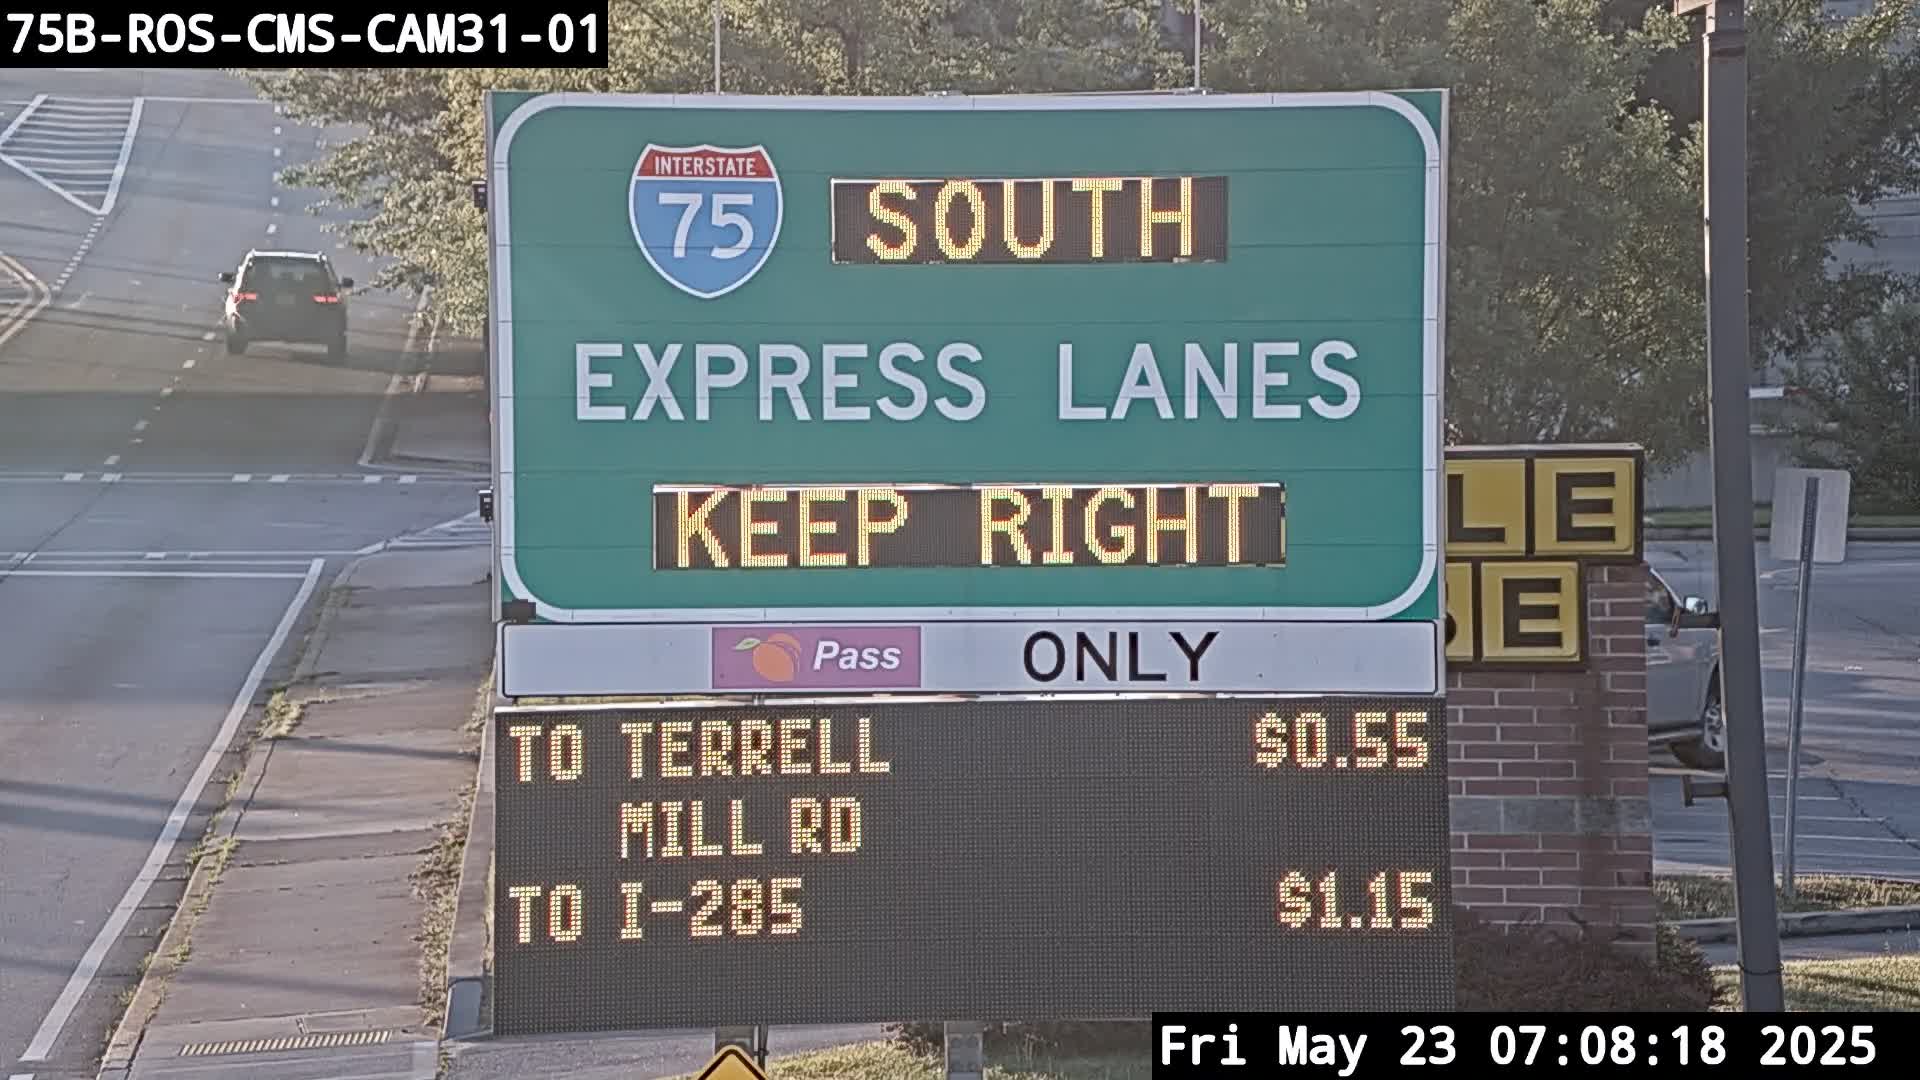 75B-ROS-CMS-CAM31-01
INTERSTATE
75
SOUTH
EXPRESS LANES
KEEP RIGHT
Pass ONLY
TO TERRELL $0.55
MILL RD
TO I-285 $1.15
LE
E
Fri May 23 07:08:18 2025